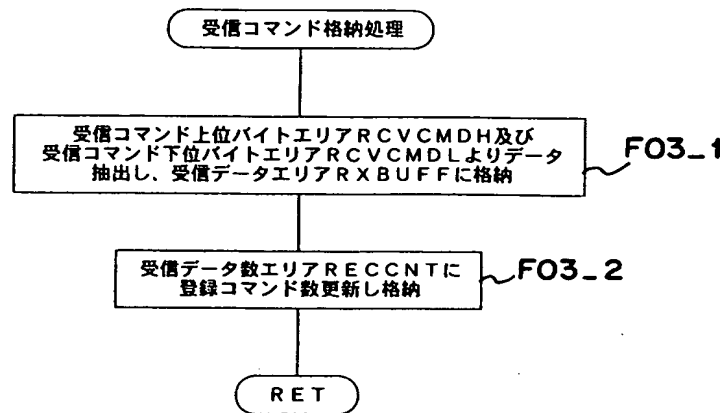 受信コマンド格納処理
受信コマンド上位バイトエリアＲＣＶＣＭＤＨ及び
受信コマンド下位バイトエリアＲＣＶＣＭＤＬよりデータ
抽出し、受信データエリアＲＸＢＵＦＦに格納
F03_1
受信データ数エリアＲＥＣＣＮＴに
登録コマンド数更新し格納
F03_2
ＲＥＴ